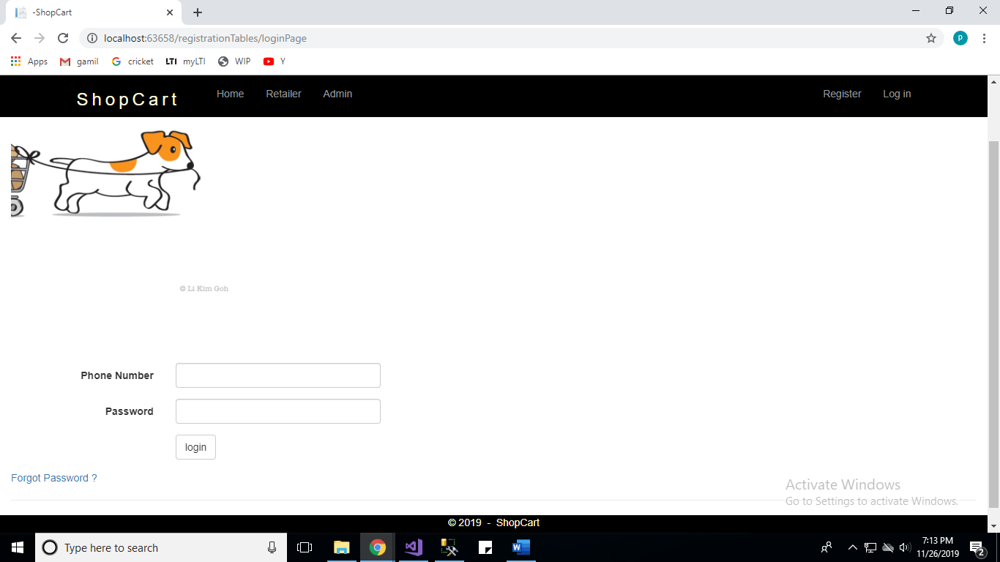 -ShopCart
localhost:63658/registrationTables/loginPage
Apps gamil cricket LTI myLTI WIP Y
ShopCart Home Retailer Admin Register Log in
© Li Kim Goh
Phone Number
Password
login
Forgot Password ?
Activate Windows
Go to Settings to activate Windows.
© 2019 - ShopCart
Type here to search
7:13 PM
11/26/2019
2